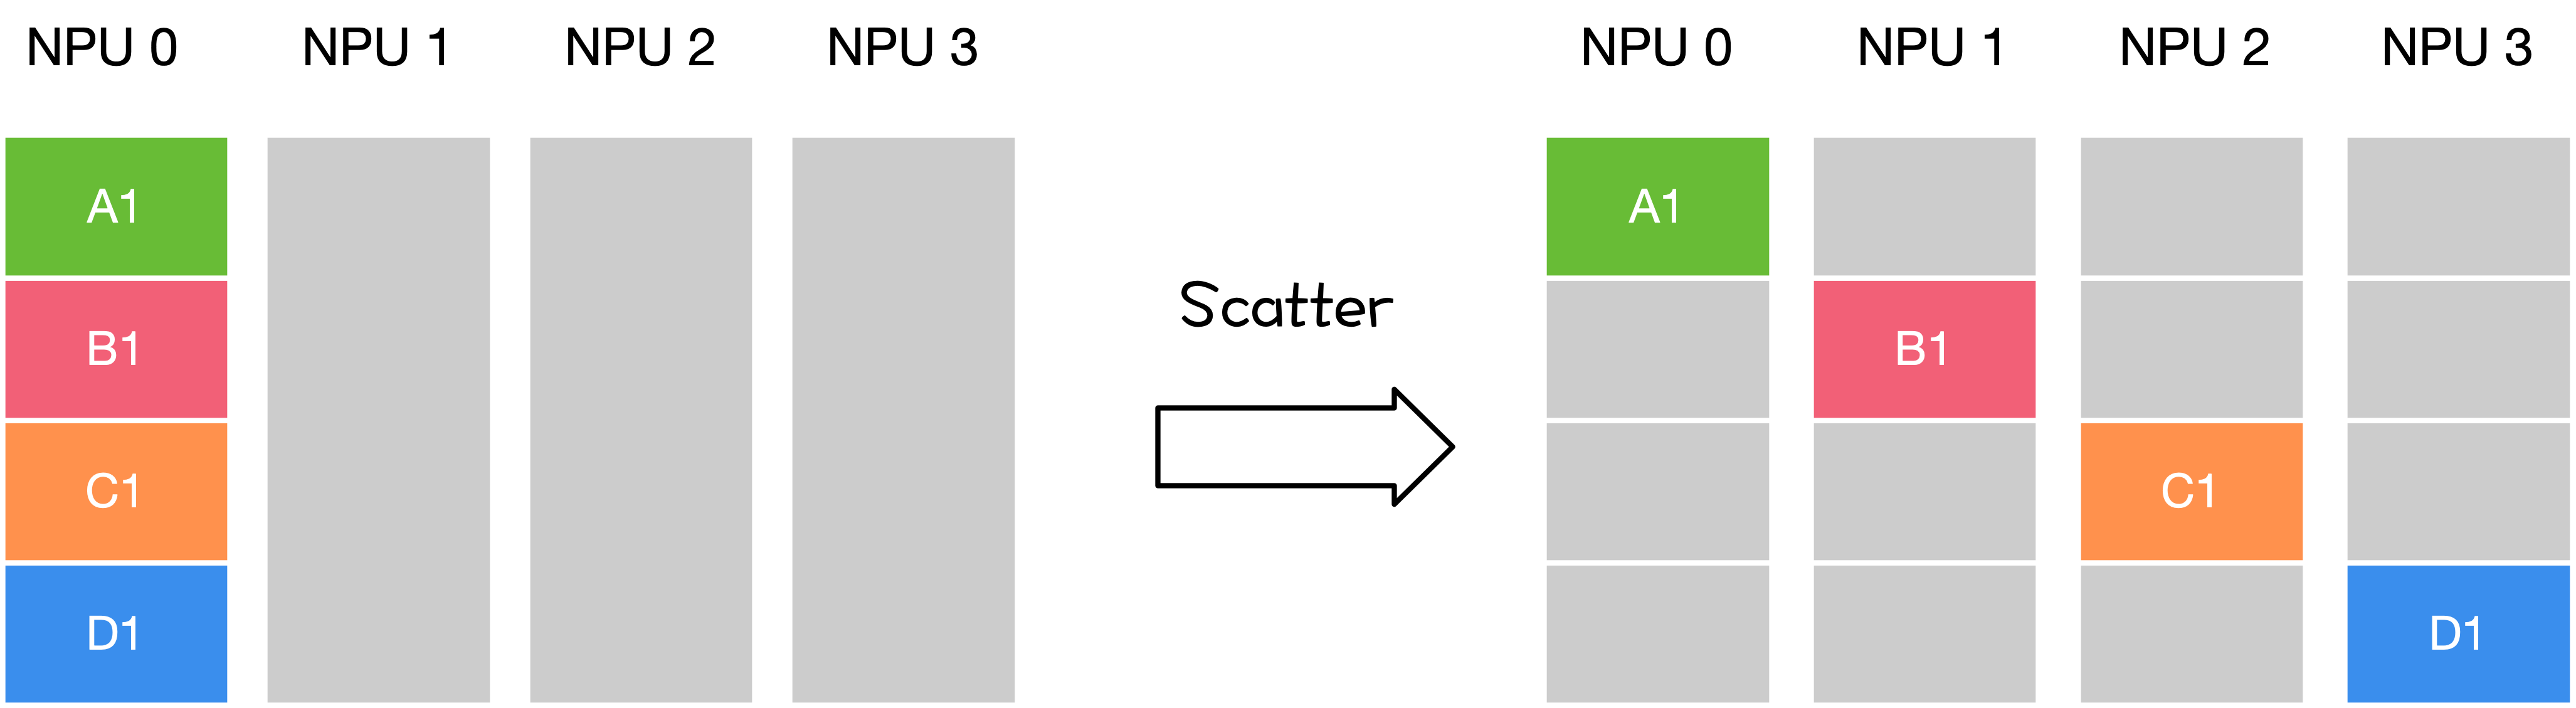 NPU 0 NPU 1 NPU 2 NPU 3 NPU 0 NPU 1 NPU 2 NPU 3
A1 A1
B1 Scatter B1
C1 C1
D1 D1